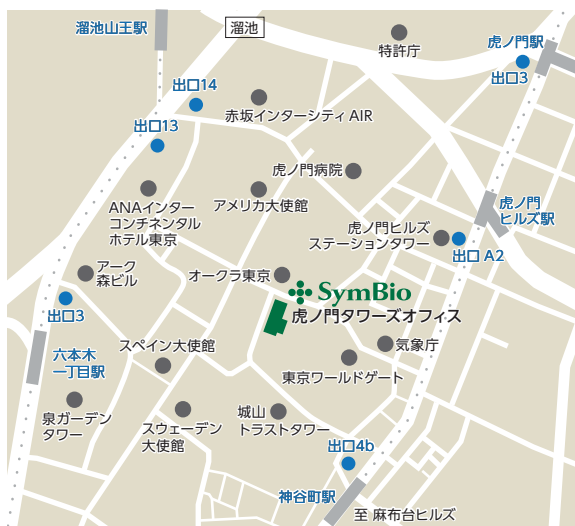 溜池山王駅
溜池
特許庁
虎ノ門駅
出口3
出口14
赤坂インターシティ AIR
出口13
虎ノ門病院
ANAインター
コンチネンタル
ホテル東京
アメリカ大使館
虎ノ門
ヒルズ駅
虎ノ門ヒルズ
ステーションタワー
出口 A2
アーク
森ビル
オークラ東京
SymBio
虎ノ門タワーズオフィス
出口3
スペイン大使館
気象庁
六本木
一丁目駅
東京ワールドゲート
泉ガーデン
タワー
スウェーデン
大使館
城山
トラストタワー
出口4b
神谷町駅
至 麻布台ヒルズ